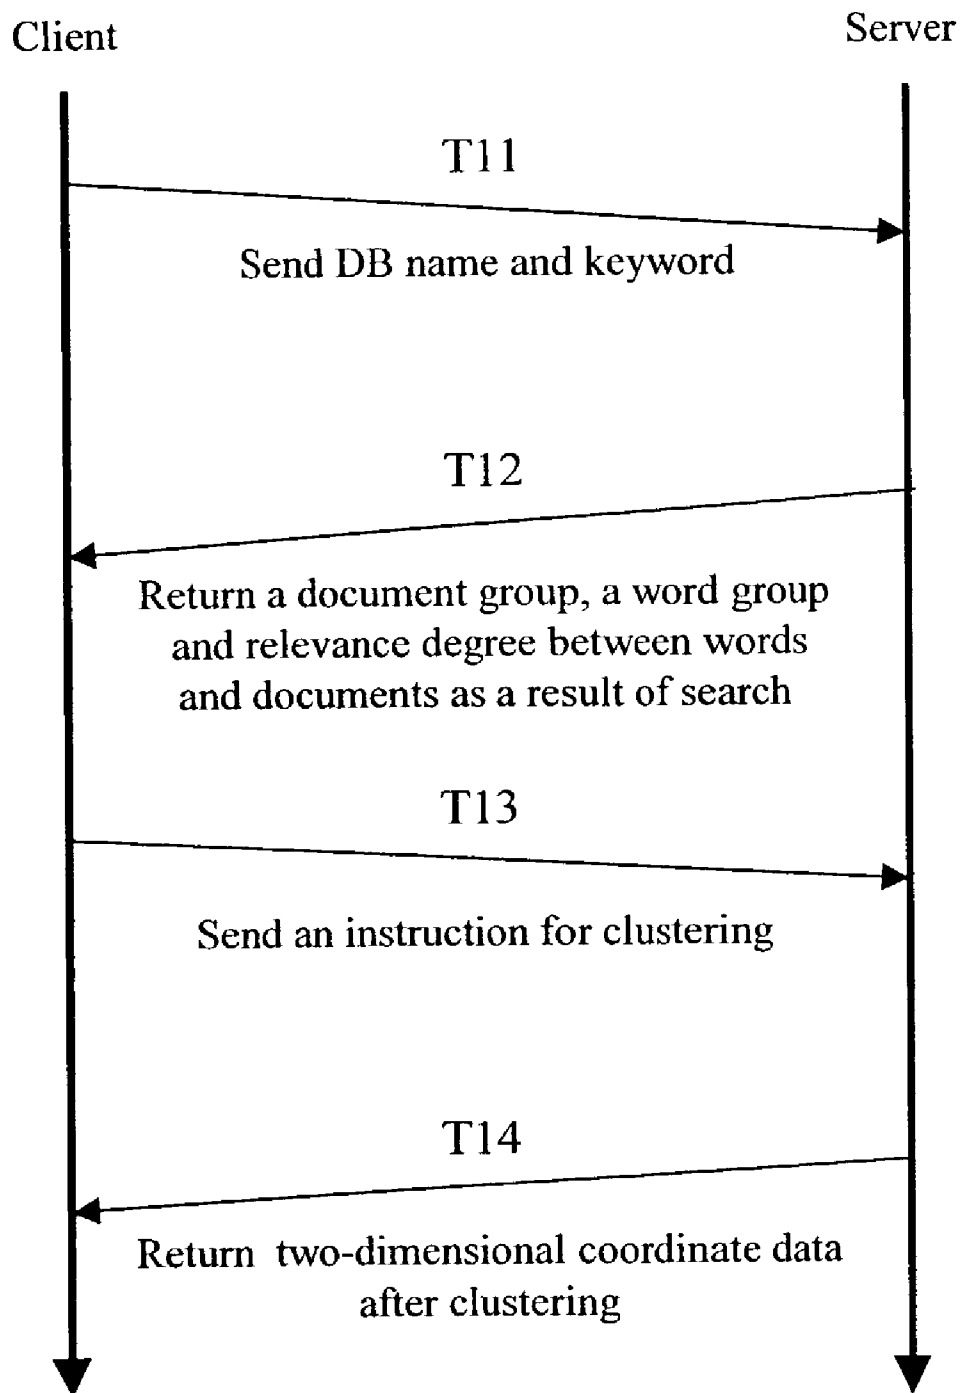 Client
Server
T11
Send DB name and keyword
T12
Return a document group, a word group
and relevance degree between words
and documents as a result of search
T13
Send an instruction for clustering
T14
Return two-dimensional coordinate data
after clustering